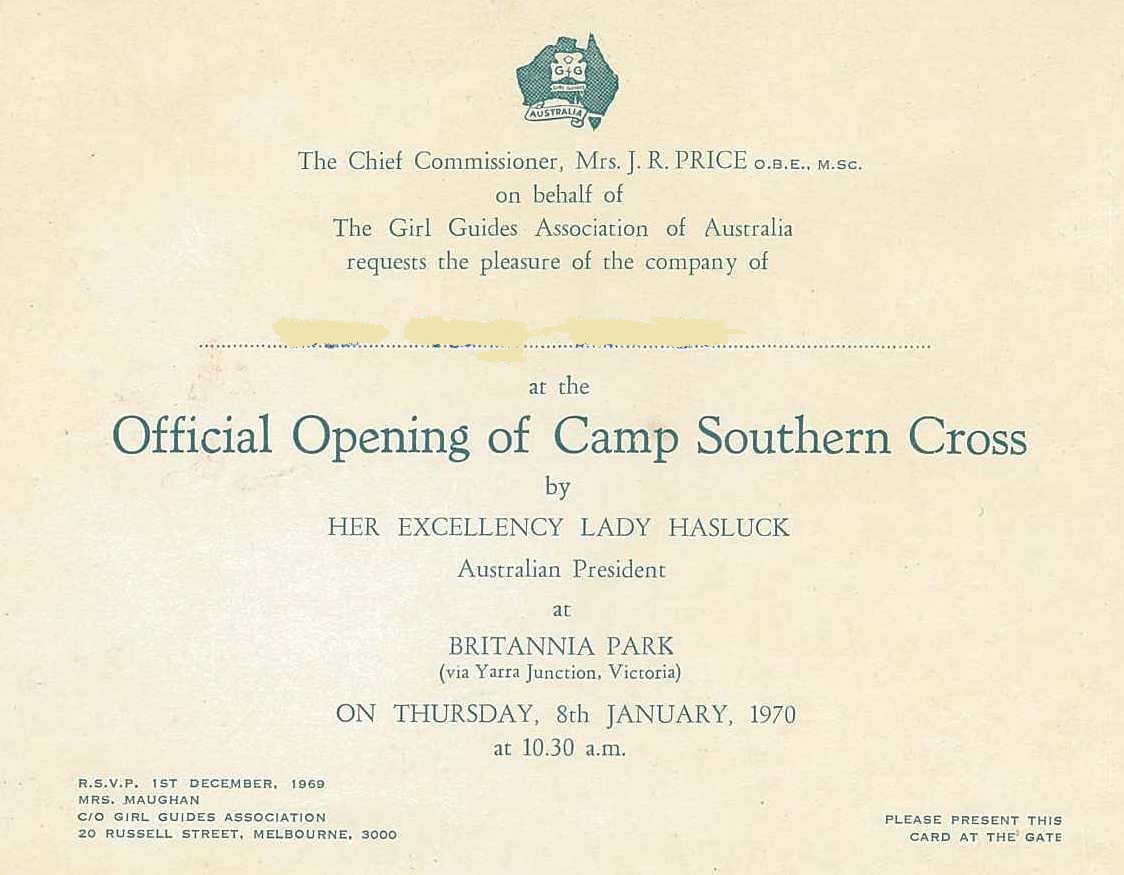 G G
GIRL GUIDES
AUSTRALIA
The Chief Commissioner, Mrs. J. R. PRICE O.B.E., M.Sc.
on behalf of
The Girl Guides Association of Australia
requests the pleasure of the company of
at the
Official Opening of Camp Southern Cross
by
HER EXCELLENCY LADY HASLUCK
Australian President
at
BRITANNIA PARK
(via Yarra Junction, Victoria)
ON THURSDAY, 8th JANUARY, 1970
at 10.30 a.m.
R.S.V.P. 1ST DECEMBER, 1969
MRS. MAUGHAN
C/O GIRL GUIDES ASSOCIATION
20 RUSSELL STREET, MELBOURNE, 3000
PLEASE PRESENT THIS
CARD AT THE GATE